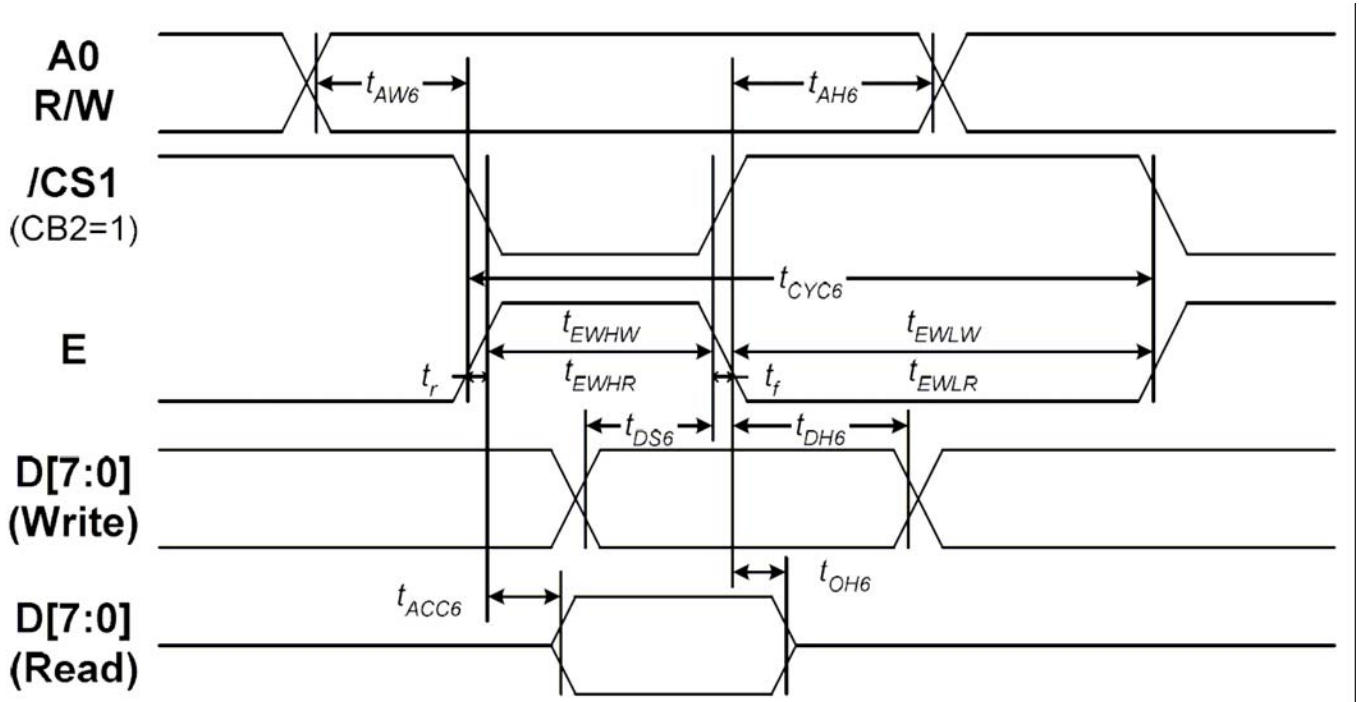 A0
R/W
tAW6
tAH6
/CS1
(CB2=1)
tCYC6
E
tEWHW
tEWLW
tr
tEWHR
tf
tEWLR
D[7:0]
(Write)
tDS6
tDH6
D[7:0]
(Read)
tACC6
tOH6